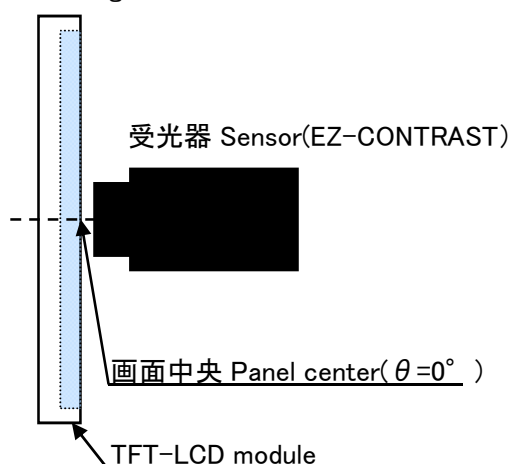 受光器 Sensor(EZ-CONTRAST)
画面中央 Panel center(θ=0°)
TFT-LCD module